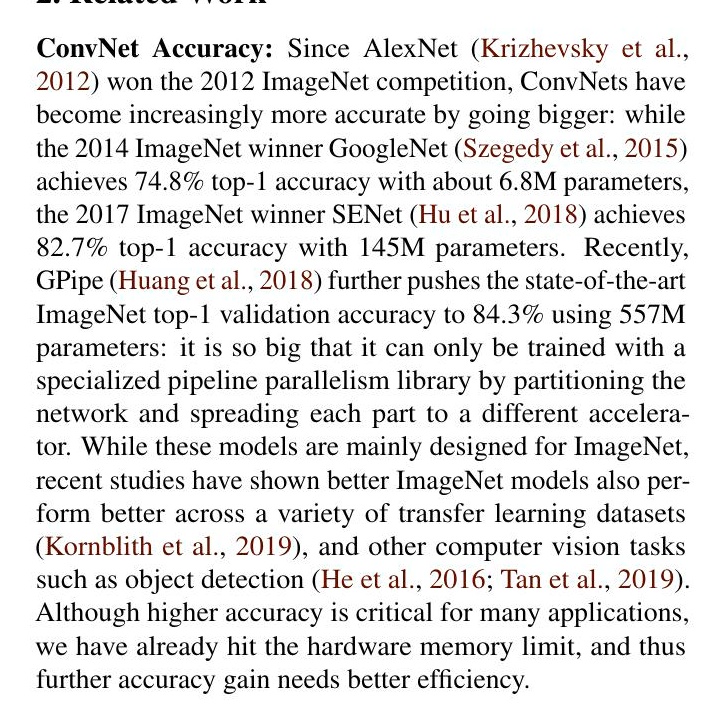 2. Related Work
ConvNet Accuracy: Since AlexNet (Krizhevsky et al.,
2012) won the 2012 ImageNet competition, ConvNets have
become increasingly more accurate by going bigger: while
the 2014 ImageNet winner GoogleNet (Szegedy et al., 2015)
achieves 74.8% top-1 accuracy with about 6.8M parameters,
the 2017 ImageNet winner SENet (Hu et al., 2018) achieves
82.7% top-1 accuracy with 145M parameters. Recently,
GPipe (Huang et al., 2018) further pushes the state-of-the-art
ImageNet top-1 validation accuracy to 84.3% using 557M
parameters: it is so big that it can only be trained with a
specialized pipeline parallelism library by partitioning the
network and spreading each part to a different accelera-
tor. While these models are mainly designed for ImageNet,
recent studies have shown better ImageNet models also per-
form better across a variety of transfer learning datasets
(Kornblith et al., 2019), and other computer vision tasks
such as object detection (He et al., 2016; Tan et al., 2019).
Although higher accuracy is critical for many applications,
we have already hit the hardware memory limit, and thus
further accuracy gain needs better efficiency.